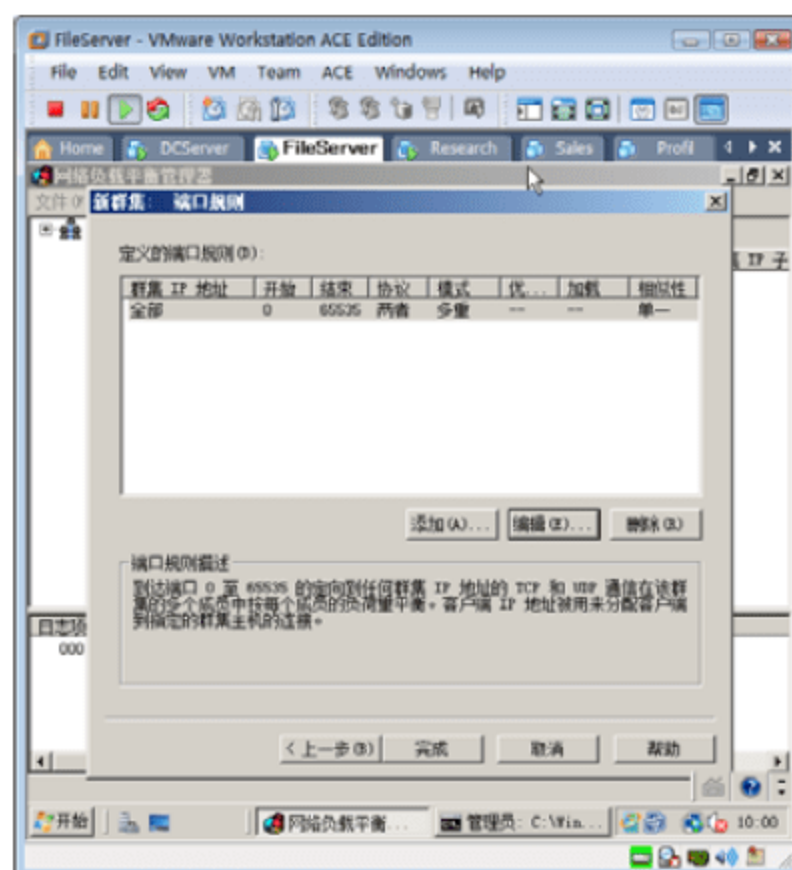 FileServer - VMware Workstation ACE Edition
File Edit View VM Team ACE Windows Help
Home DCServer FileServer Research Sales Profil
网络负载平衡管理器
文件(F
新群集: 端口规则
定义的端口规则(D):
IP 子
群集 IP 地址 开始 结束 协议 模式 优... 加载 相似性
全部 0 65535 两者 多重 -- -- 单一
添加(A)... 编辑(E)... 删除(R)
端口规则描述
到达端口 0 至 65535 的定向到任何群集 IP 地址的 TCP 和 UDP 通信在该群
集的多个成员中按每个成员的负荷量平衡。客户端 IP 地址被用来分配客户端
到指定的群集主机的连接。
日志项
000
<上一步(B) 完成 取消 帮助
开始 网络负载平衡... 管理员: C:\Win... 10:00